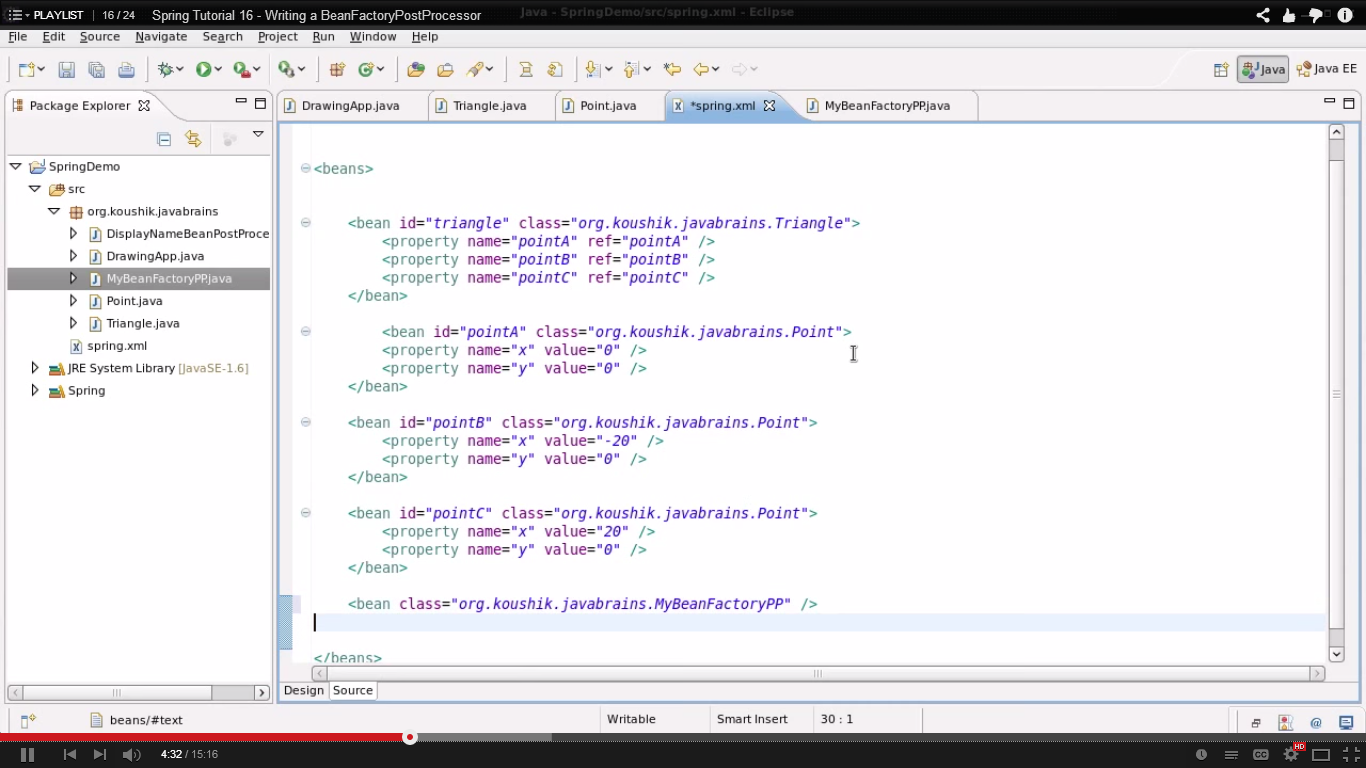 PLAYLIST 16 / 24 Spring Tutorial 16 - Writing a BeanFactoryPostProcessor
Java - SpringDemo/src/spring.xml - Eclipse
File Edit Source Navigate Search Project Run Window Help
Java Java EE
Package Explorer
DrawingApp.java Triangle.java Point.java *spring.xml MyBeanFactoryPP.java
SpringDemo
src
org.koushik.javabrains
DisplayNameBeanPostProce
DrawingApp.java
MyBeanFactoryPP.java
Point.java
Triangle.java
spring.xml
JRE System Library [JavaSE-1.6]
Spring
<beans>
<bean id="triangle" class="org.koushik.javabrains.Triangle">
<property name="pointA" ref="pointA" />
<property name="pointB" ref="pointB" />
<property name="pointC" ref="pointC" />
</bean>
<bean id="pointA" class="org.koushik.javabrains.Point">
<property name="x" value="0" />
<property name="y" value="0" />
</bean>
<bean id="pointB" class="org.koushik.javabrains.Point">
<property name="x" value="-20" />
<property name="y" value="0" />
</bean>
<bean id="pointC" class="org.koushik.javabrains.Point">
<property name="x" value="20" />
<property name="y" value="0" />
</bean>
<bean class="org.koushik.javabrains.MyBeanFactoryPP" />
</beans>
Design Source
beans/#text Writable Smart Insert 30 : 1
4:32 / 15:16 CC HD